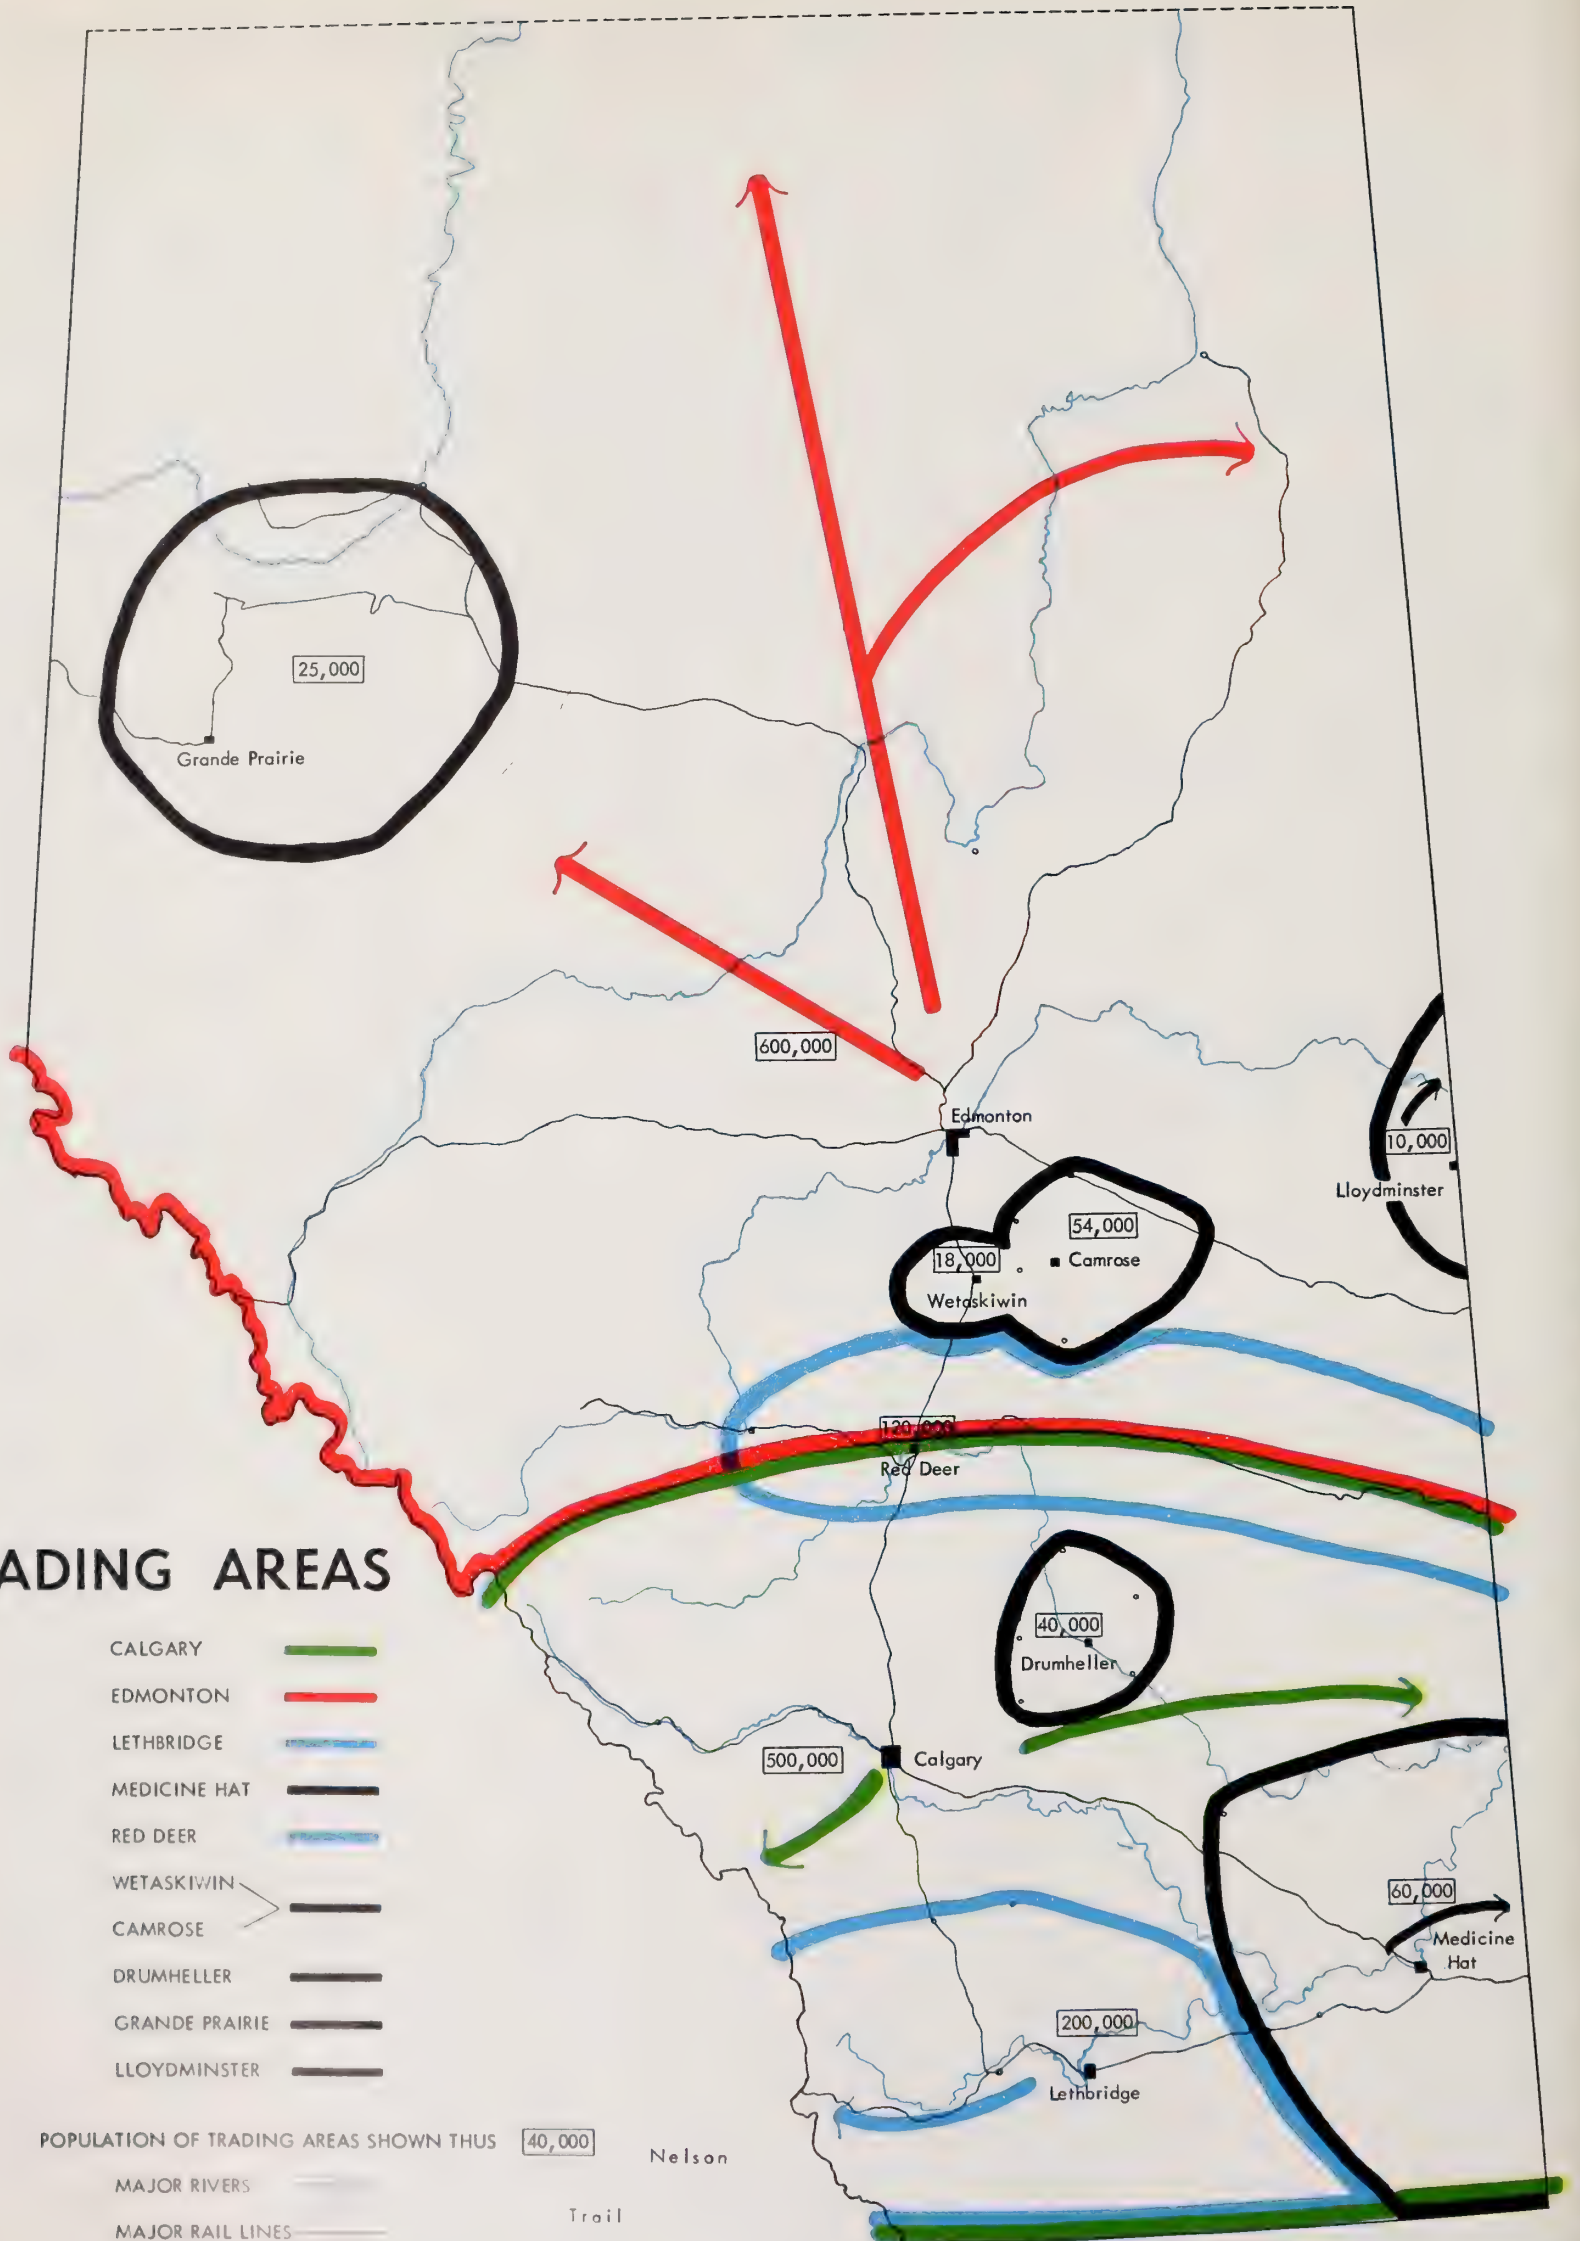 25,000
Grande Prairie
600,000
Edmonton
10,000
Lloydminster
54,000
18,000
Camrose
Wetaskiwin
120,000
Red Deer
40,000
Drumheller
500,000
Calgary
60,000
Medicine
Hat
200,000
Lethbridge
ADING AREAS
CALGARY
EDMONTON
LETHBRIDGE
MEDICINE HAT
RED DEER
WETASKIWIN
CAMROSE
DRUMHELLER
GRANDE PRAIRIE
LLOYDMINSTER
POPULATION OF TRADING AREAS SHOWN THUS 40,000
MAJOR RIVERS
MAJOR RAIL LINES
Nelson
Trail